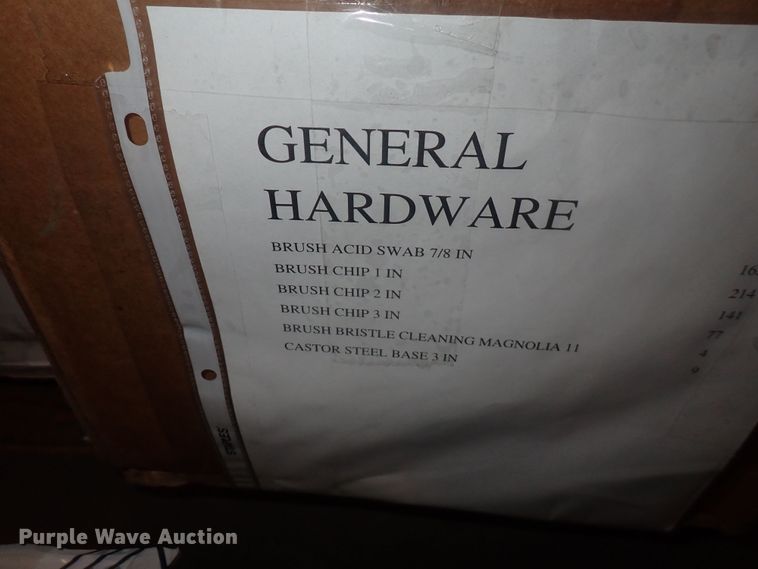 GENERAL
HARDWARE
BRUSH ACID SWAB 7/8 IN
BRUSH CHIP 1 IN
BRUSH CHIP 2 IN 214
BRUSH CHIP 3 IN 141
BRUSH BRISTLE CLEANING MAGNOLIA 11 77
CASTOR STEEL BASE 3 IN 4
9
Purple Wave Auction